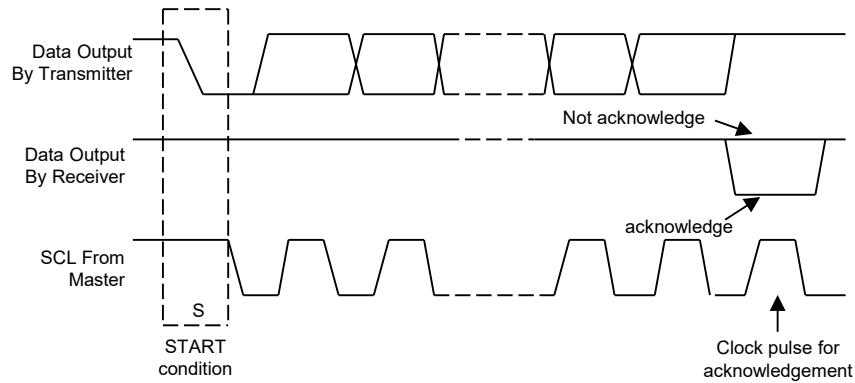 Data Output
By Transmitter
Not acknowledge
Data Output
By Receiver
acknowledge
SCL From
Master
S
START
condition
Clock pulse for
acknowledgement